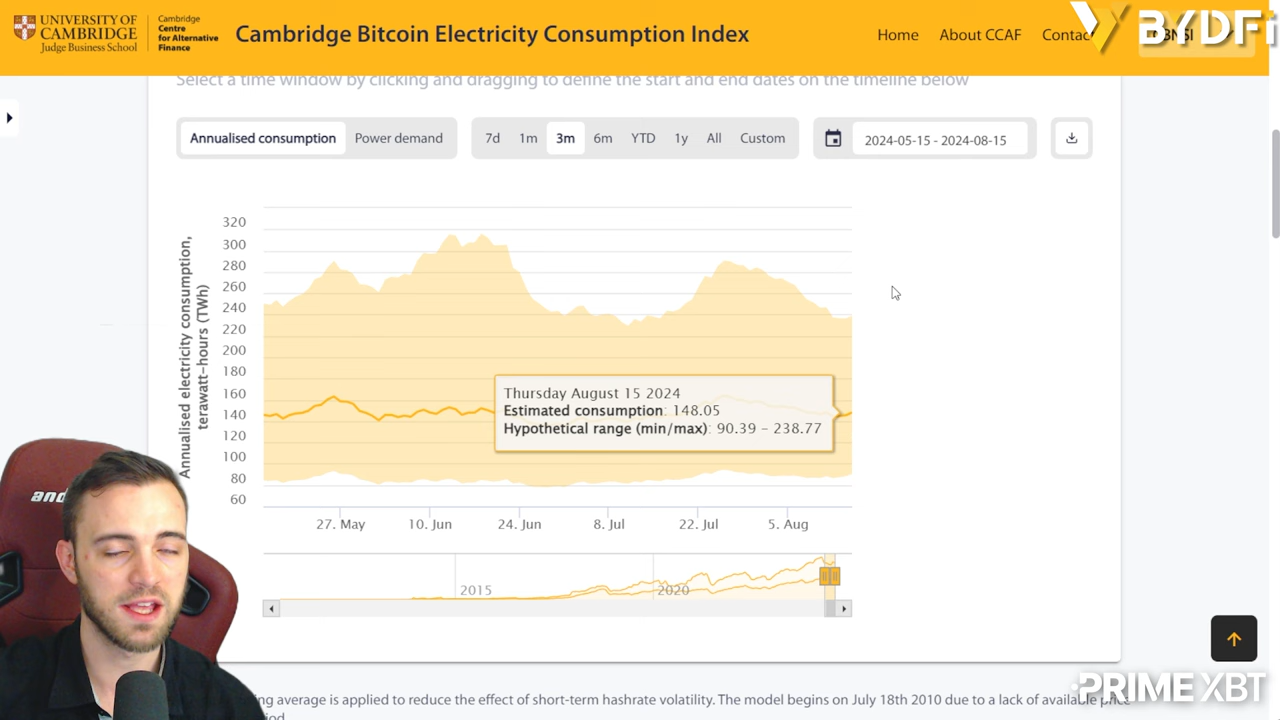 UNIVERSITY OF
CAMBRIDGE
Judge Business School
Cambridge
Centre
for Alternative
Finance
Cambridge Bitcoin Electricity Consumption Index
Home
About CCAF
Contac
BYDFi
Select a time window by clicking and dragging to define the start and end dates on the timeline below
Annualised consumption
Power demand
7d
1m
3m
6m
YTD
1y
All
Custom
2024-05-15 - 2024-08-15
Annualised electricity consumption,
terawatt-hours (TWh)
320
300
280
260
240
220
200
180
160
140
120
100
80
60
Thursday August 15 2024
Estimated consumption: 148.05
Hypothetical range (min/max): 90.39 – 238.77
27. May
10. Jun
24. Jun
8. Jul
22. Jul
5. Aug
2015
2020
and
average is applied to reduce the effect of short-term hashrate volatility. The model begins on July 18th 2010 due to a lack of available price
PRIME XBT